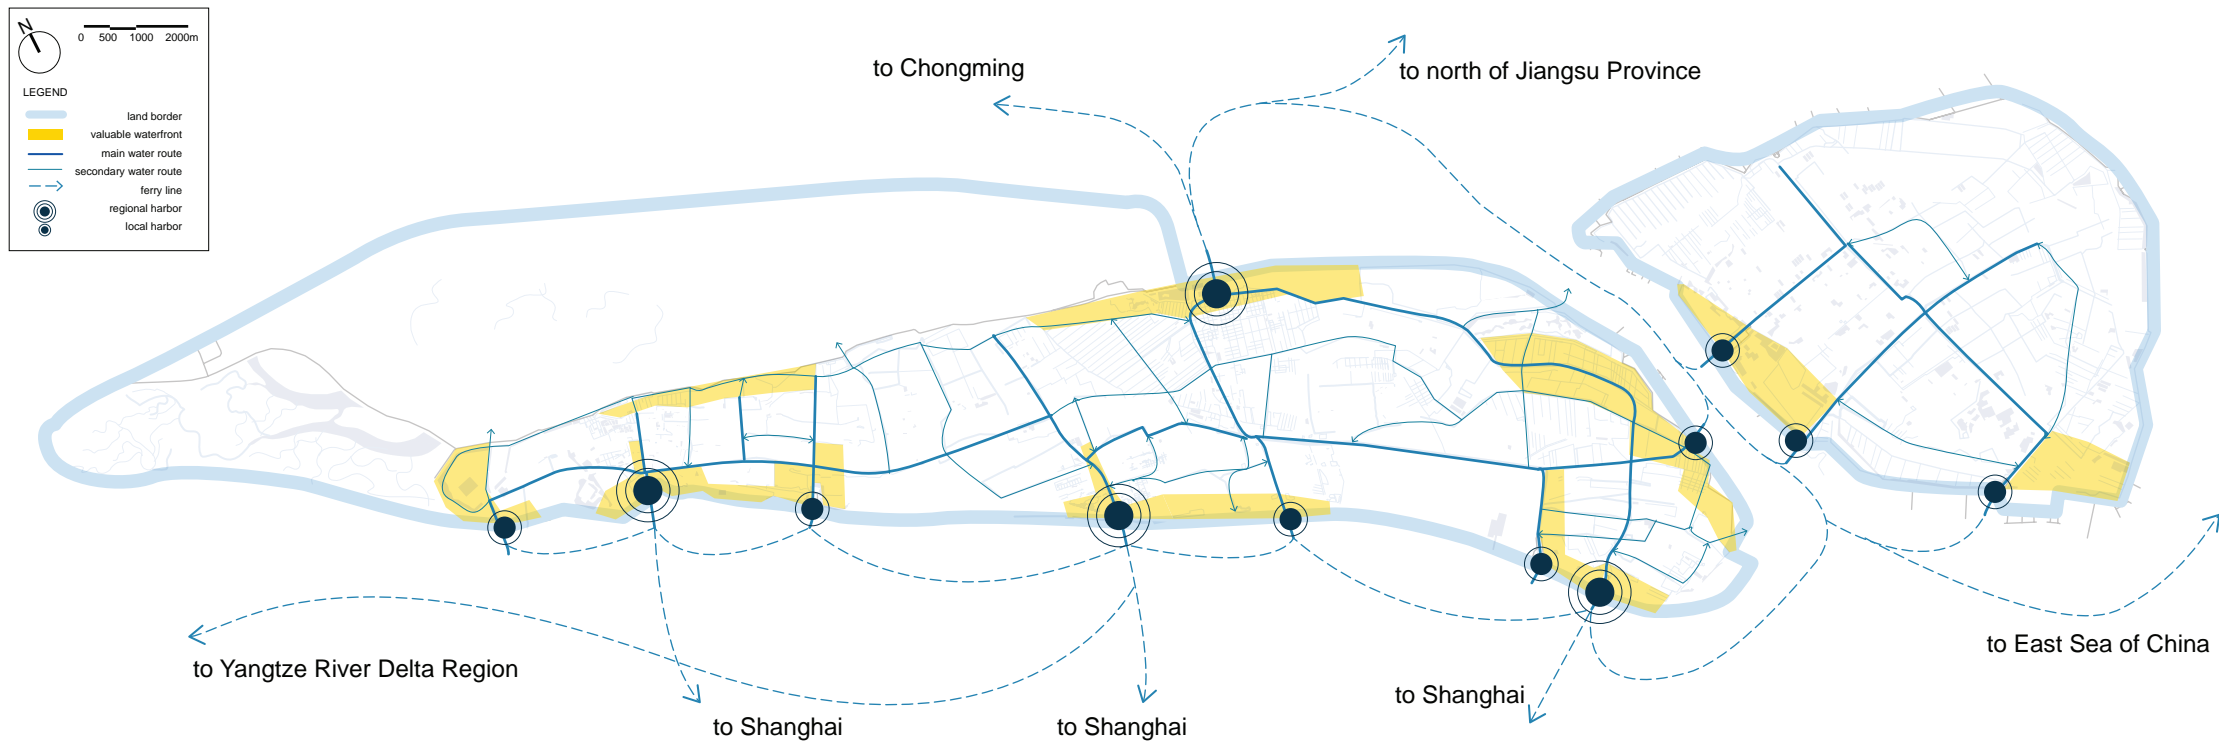 N
0 500 1000 2000m
LEGEND
land border
valuable waterfront
main water route
secondary water route
ferry line
regional harbor
local harbor
to Chongming
to north of Jiangsu Province
to Yangtze River Delta Region
to Shanghai
to Shanghai
to Shanghai
to East Sea of China